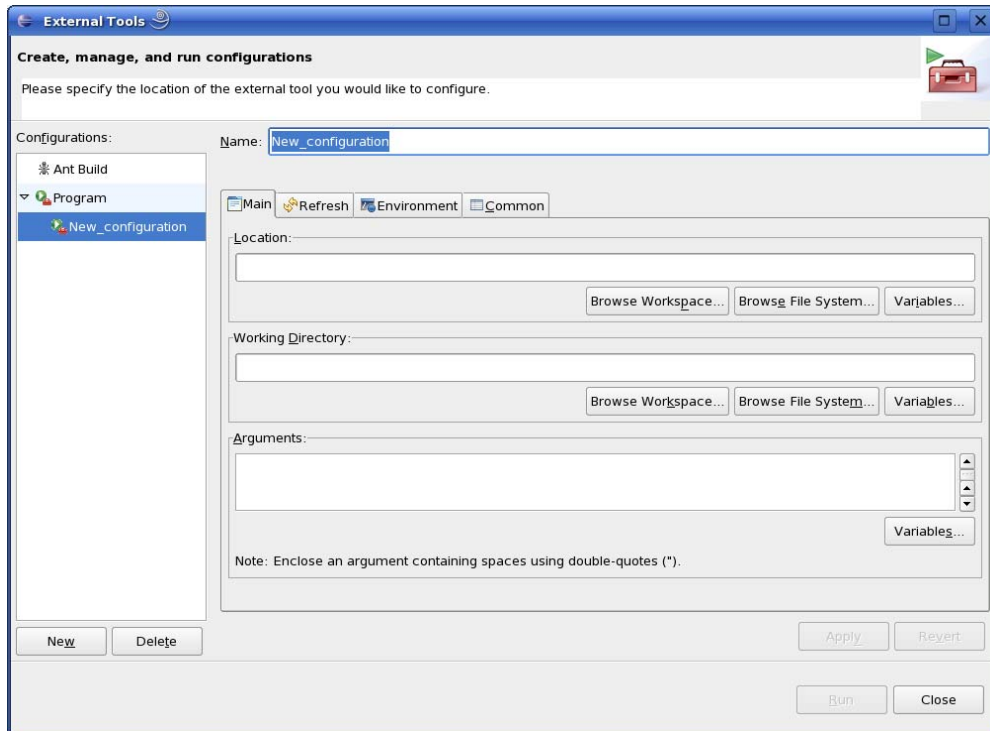 External Tools
Create, manage, and run configurations
Please specify the location of the external tool you would like to configure.
Configurations:
Ant Build
Program
New_configuration
New
Delete
Name: New_configuration
Main
Refresh
Environment
Common
Location:
Browse Workspace...
Browse File System...
Variables...
Working Directory:
Browse Workspace...
Browse File System...
Variables...
Arguments:
Variables...
Note: Enclose an argument containing spaces using double-quotes (").
Apply
Revert
Run
Close